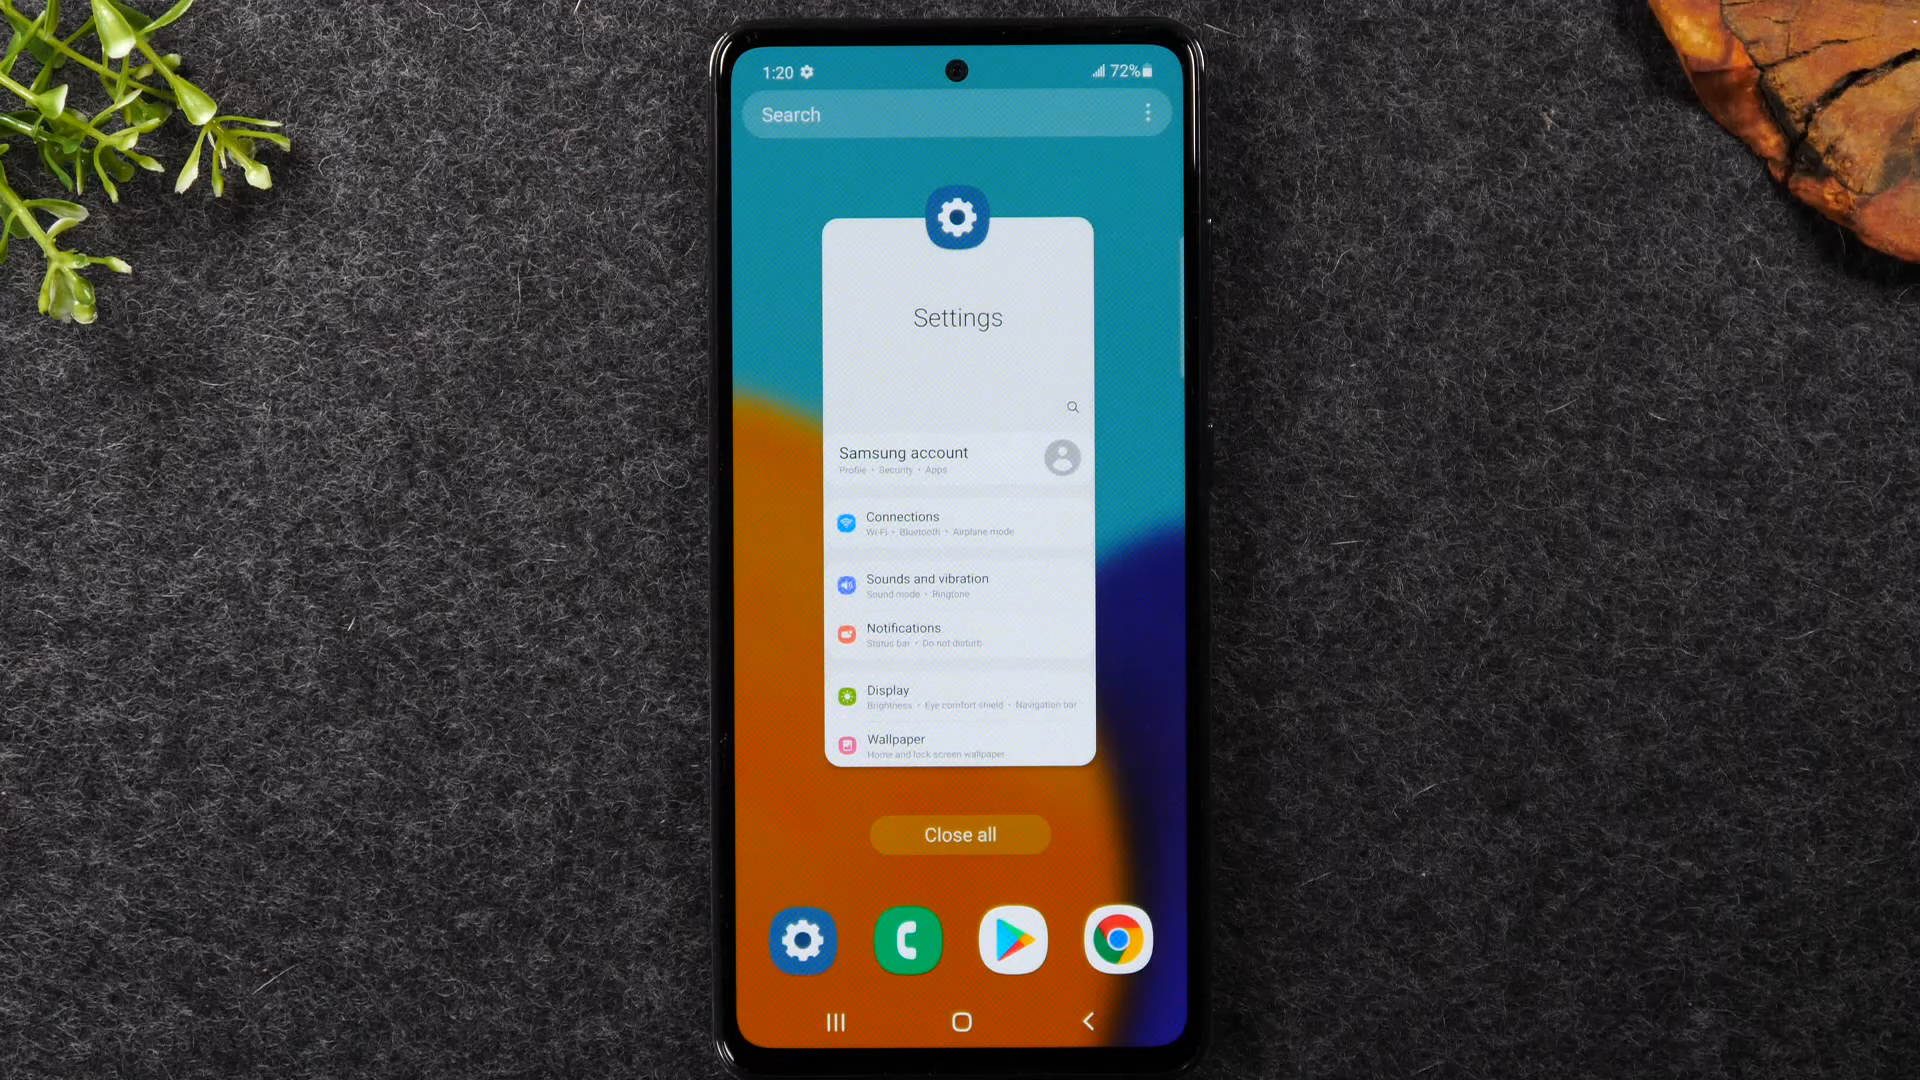 1:20
72%
Search
Settings
Samsung account
Profile • Security • Apps
Connections
Wi-Fi • Bluetooth • Airplane mode
Sounds and vibration
Sound mode • Ringtone
Notifications
Status bar • Do not disturb
Display
Brightness • Eye comfort shield • Navigation bar
Wallpaper
Home and lock screen wallpaper
Close all